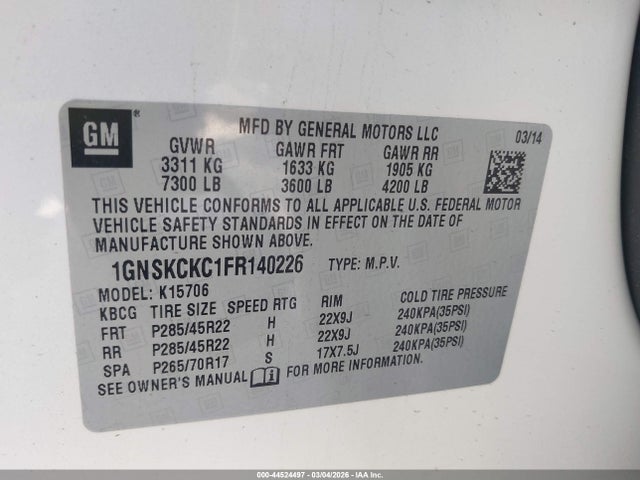 GM
MFD BY GENERAL MOTORS LLC 03/14
GVWR GAWR FRT GAWR RR
3311 KG 1633 KG 1905 KG
7300 LB 3600 LB 4200 LB
THIS VEHICLE CONFORMS TO ALL APPLICABLE U.S. FEDERAL MOTOR
VEHICLE SAFETY STANDARDS IN EFFECT ON THE DATE OF
MANUFACTURE SHOWN ABOVE.
1GNSKCKC1FR140226 TYPE: M.P.V.
MODEL: K15706
KBCG TIRE SIZE SPEED RTG RIM COLD TIRE PRESSURE
FRT P285/45R22 H 22X9J 240KPA(35PSI)
RR P285/45R22 H 22X9J 240KPA(35PSI)
SPA P265/70R17 S 17X7.5J 240KPA(35PSI)
SEE OWNER'S MANUAL FOR MORE INFORMATION.
000-44524497 - 03/04/2026 - IAA Inc.